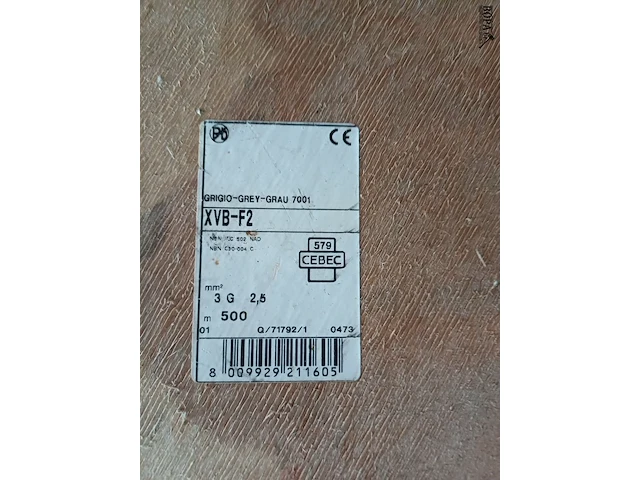 CE
GRIGIO-GREY-GRAU 7001
XVB-F2
579
CEBEC
mm²
3 G 2,5
m 500
01 Q/71792/1 0473
8 009929 211605
BOPA